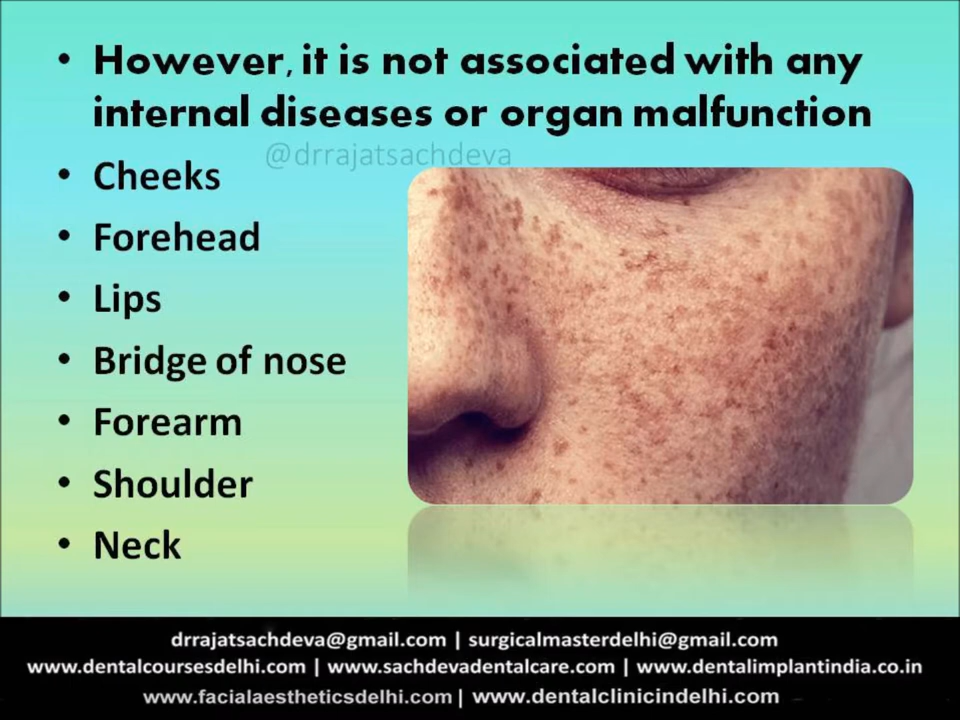 • However, it is not associated with any
internal diseases or organ malfunction
@drrajatsachdeva
• Cheeks
• Forehead
• Lips
• Bridge of nose
• Forearm
• Shoulder
• Neck
drrajatsachdeva@gmail.com | surgicalmasterdelhi@gmail.com
www.dentalcoursesdelhi.com | www.sachdevadentalcare.com | www.dentalimplantindia.co.in
www.facialaestheticsdelhi.com | www.dentalclinicindelhi.com